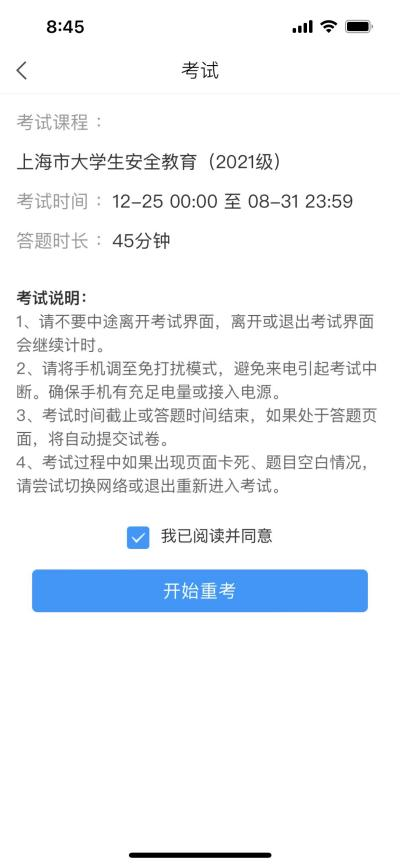 8:45
考试
考试课程：
上海市大学生安全教育（2021级）
考试时间： 12-25 00:00 至 08-31 23:59
答题时长： 45分钟
考试说明：
1、请不要中途离开考试界面，离开或退出考试界面
会继续计时。
2、请将手机调至免打扰模式，避免来电引起考试中
断。确保手机有充足电量或接入电源。
3、考试时间截止或答题时间结束，如果处于答题页
面，将自动提交试卷。
4、考试过程中如果出现页面卡死、题目空白情况，
请尝试切换网络或退出重新进入考试。
我已阅读并同意
开始重考